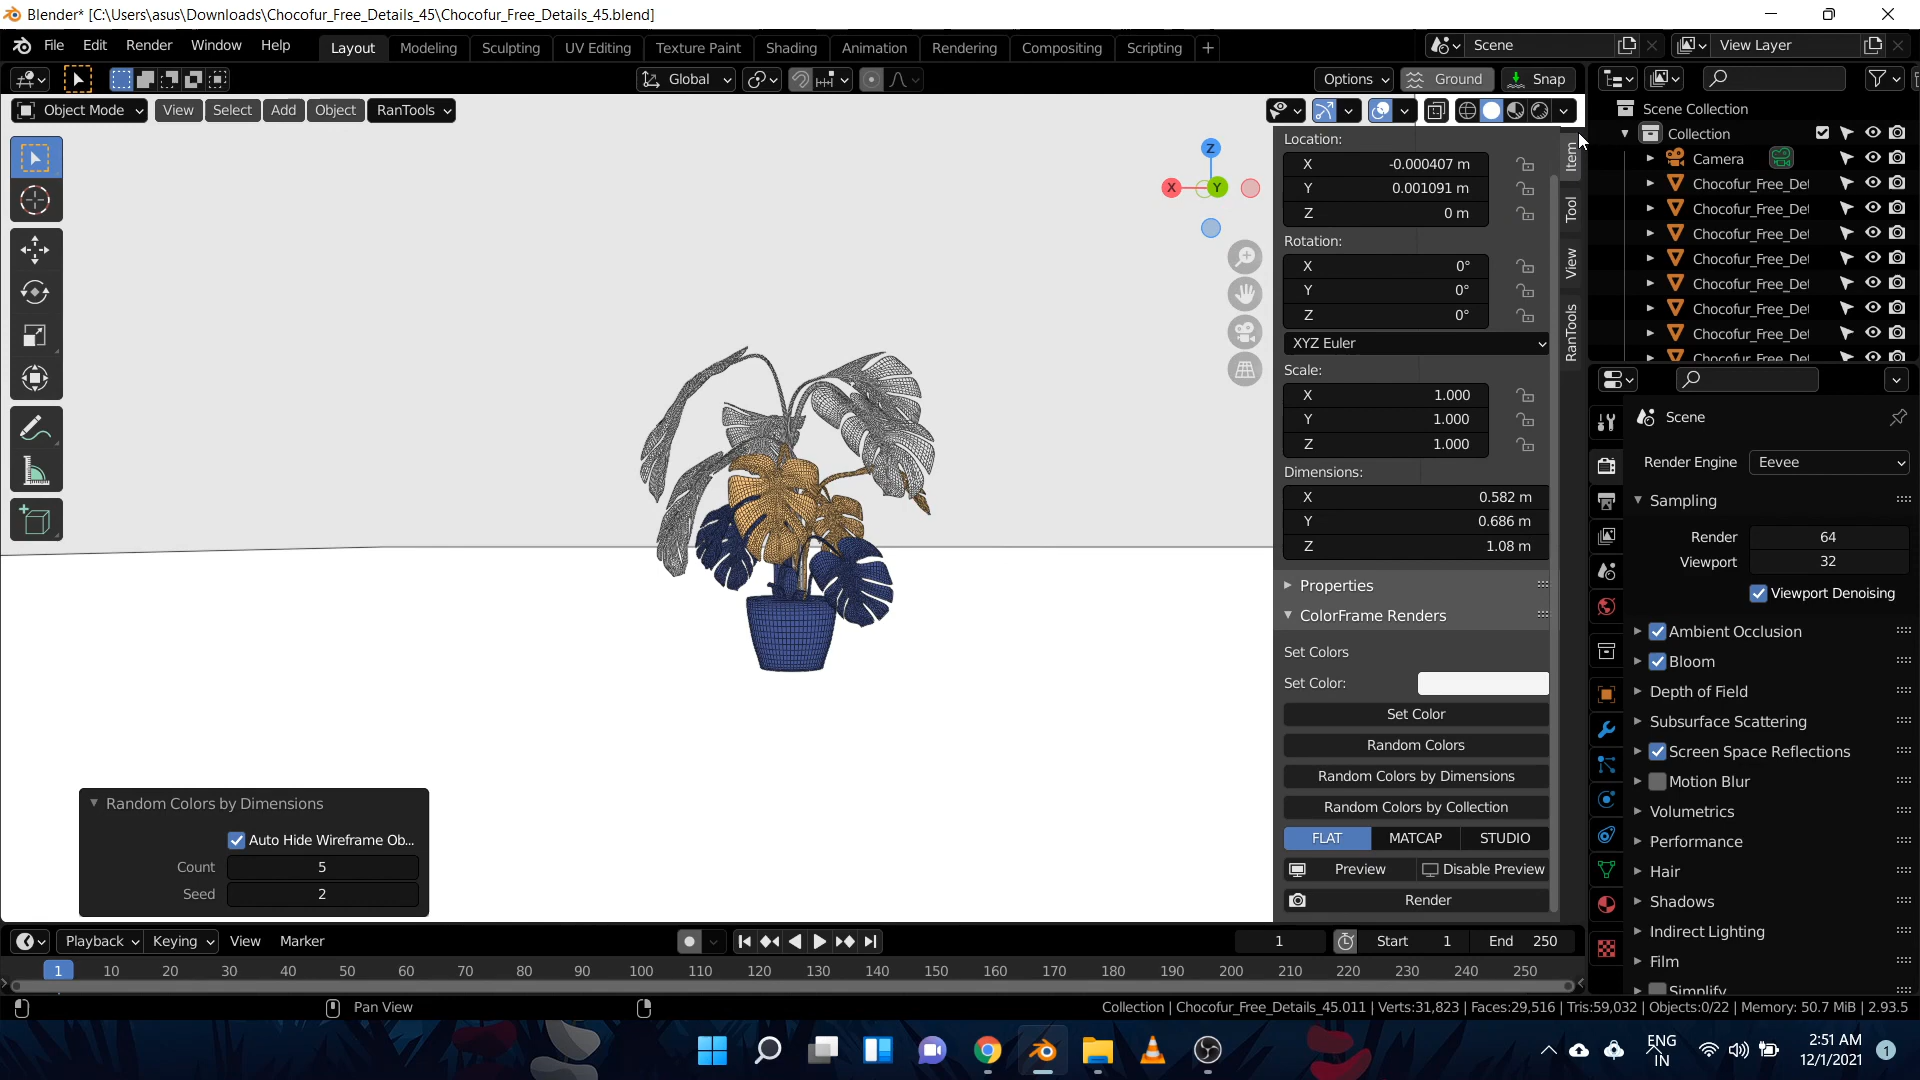 Blender* [C:\Users\asus\Downloads\Chocofur_Free_Details_45\Chocofur_Free_Details_45.blend]
File Edit Render Window Help
Layout Modeling Sculpting UV Editing Texture Paint Shading Animation Rendering Compositing Scripting +
Scene
View Layer
Global
Options
Ground
Snap
Object Mode
View Select Add Object RanTools
Z
X
Y
Location:
X -0.000407 m
Y 0.001091 m
Z 0 m
Rotation:
X 0°
Y 0°
Z 0°
XYZ Euler
Scale:
X 1.000
Y 1.000
Z 1.000
Dimensions:
X 0.582 m
Y 0.686 m
Z 1.08 m
Properties
ColorFrame Renders
Set Colors
Set Color:
Set Color
Random Colors
Random Colors by Dimensions
Random Colors by Collection
FLAT MATCAP STUDIO
Preview Disable Preview
Render
Item
Tool
View
RanTools
Scene Collection
Collection
Camera
Chocofur_Free_Det
Chocofur_Free_Det
Chocofur_Free_Det
Chocofur_Free_Det
Chocofur_Free_Det
Chocofur_Free_Det
Chocofur_Free_Det
Chocofur_Free_Det
Scene
Render Engine Eevee
Sampling
Render 64
Viewport 32
Viewport Denoising
Ambient Occlusion
Bloom
Depth of Field
Subsurface Scattering
Screen Space Reflections
Motion Blur
Volumetrics
Performance
Hair
Shadows
Indirect Lighting
Film
Simplify
Random Colors by Dimensions
Auto Hide Wireframe Ob...
Count 5
Seed 2
Playback Keying View Marker
1 Start 1 End 250
1 10 20 30 40 50 60 70 80 90 100 110 120 130 140 150 160 170 180 190 200 210 220 230 240 250
Pan View
Collection | Chocofur_Free_Details_45.011 | Verts:31,823 | Faces:29,516 | Tris:59,032 | Objects:0/22 | Memory: 50.7 MiB | 2.93.5
ENG
IN
2:51 AM
12/1/2021
1